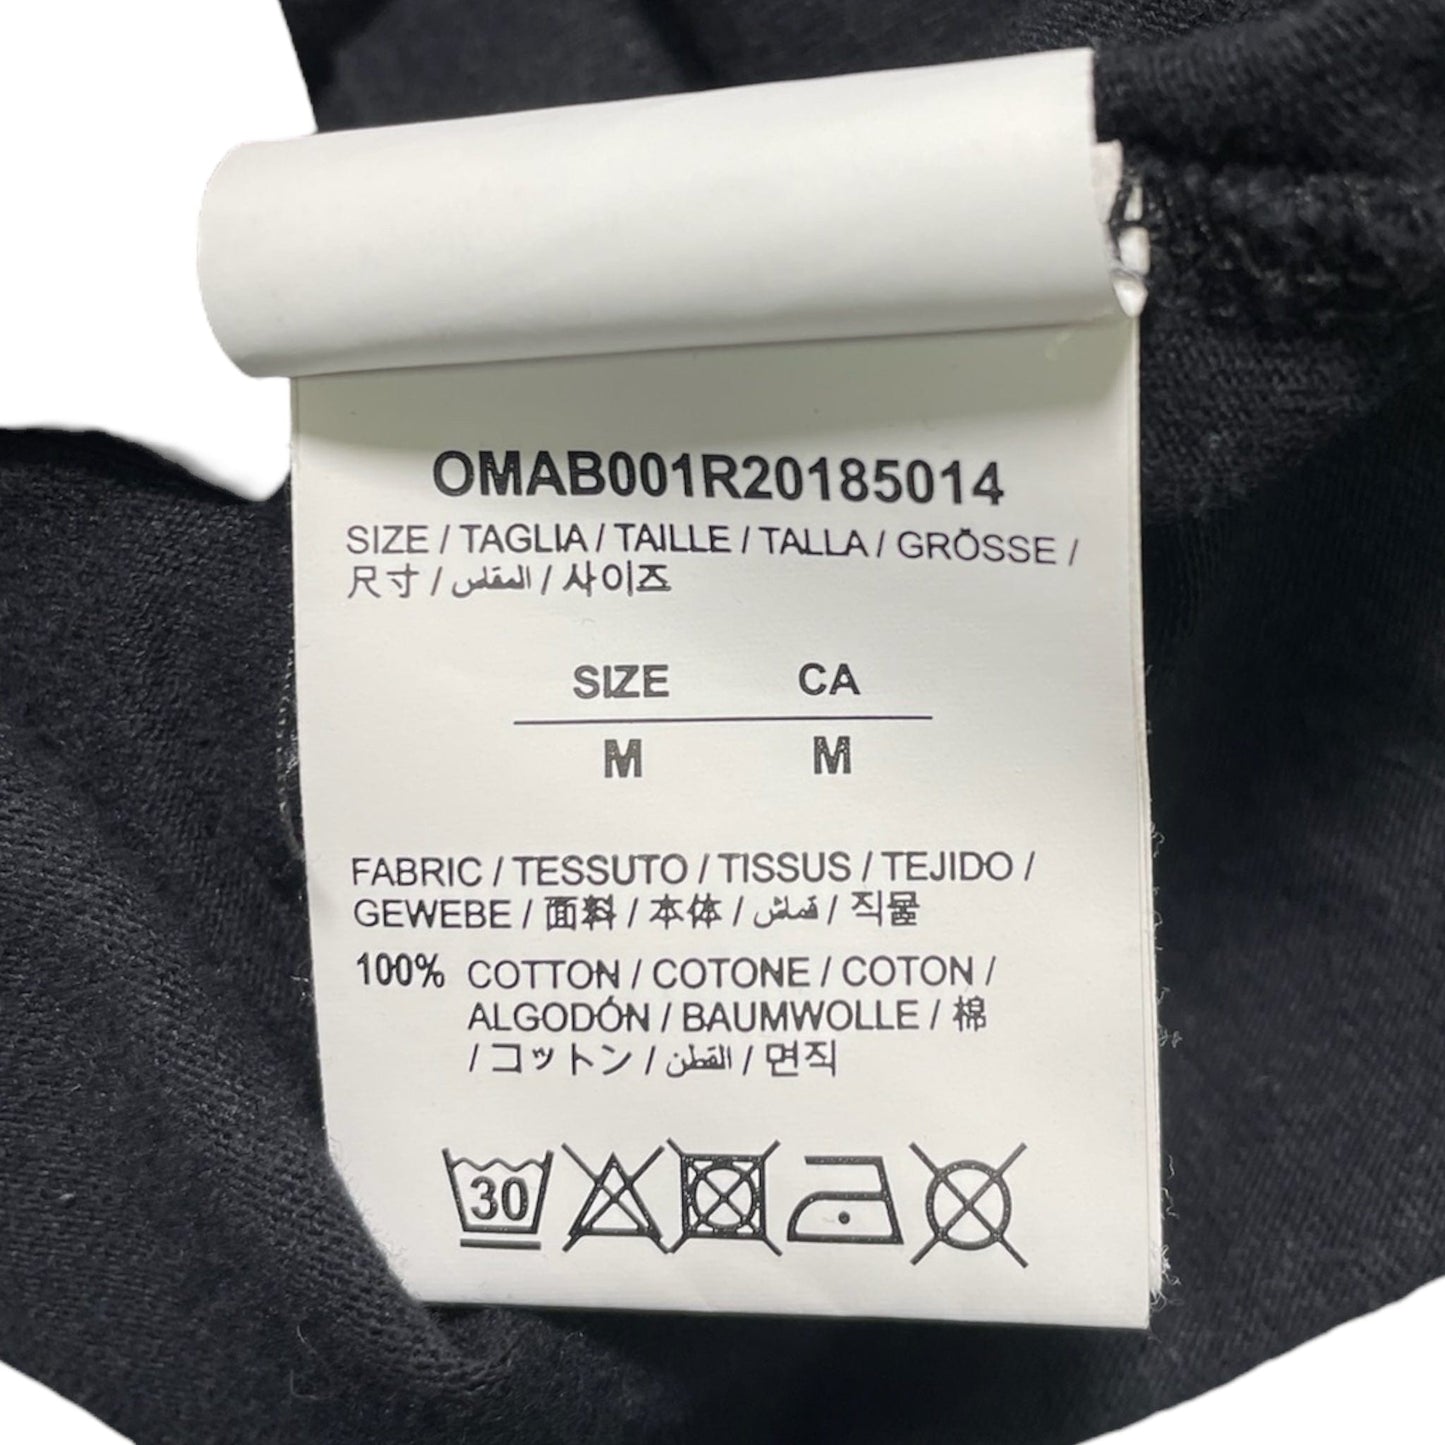 OMAB001R20185014
SIZE / TAGLIA / TAILLE / TALLA / GRÖSSE /
尺寸 / المقاس / 사이즈
SIZE CA
M M
FABRIC / TESSUTO / TISSUS / TEJIDO /
GEWEBE / 面料 / 本体 / قماش / 직물
100% COTTON / COTONE / COTON /
ALGODÓN / BAUMWOLLE / 棉
/ コットン / القطن / 면직
30